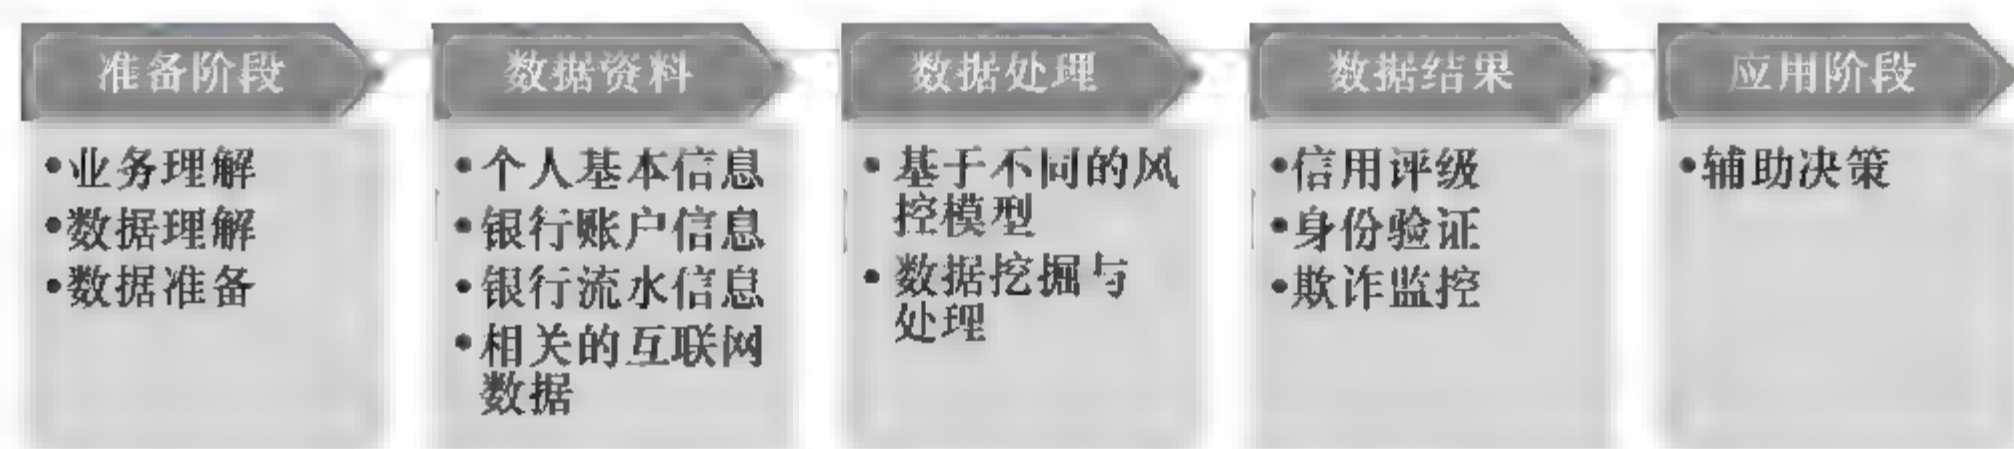 准备阶段
•业务理解
•数据理解
•数据准备
数据资料
•个人基本信息
•银行账户信息
•银行流水信息
•相关的互联网
数据
数据处理
•基于不同的风
控模型
•数据挖掘与
处理
数据结果
•信用评级
•身份验证
•欺诈监控
应用阶段
•辅助决策